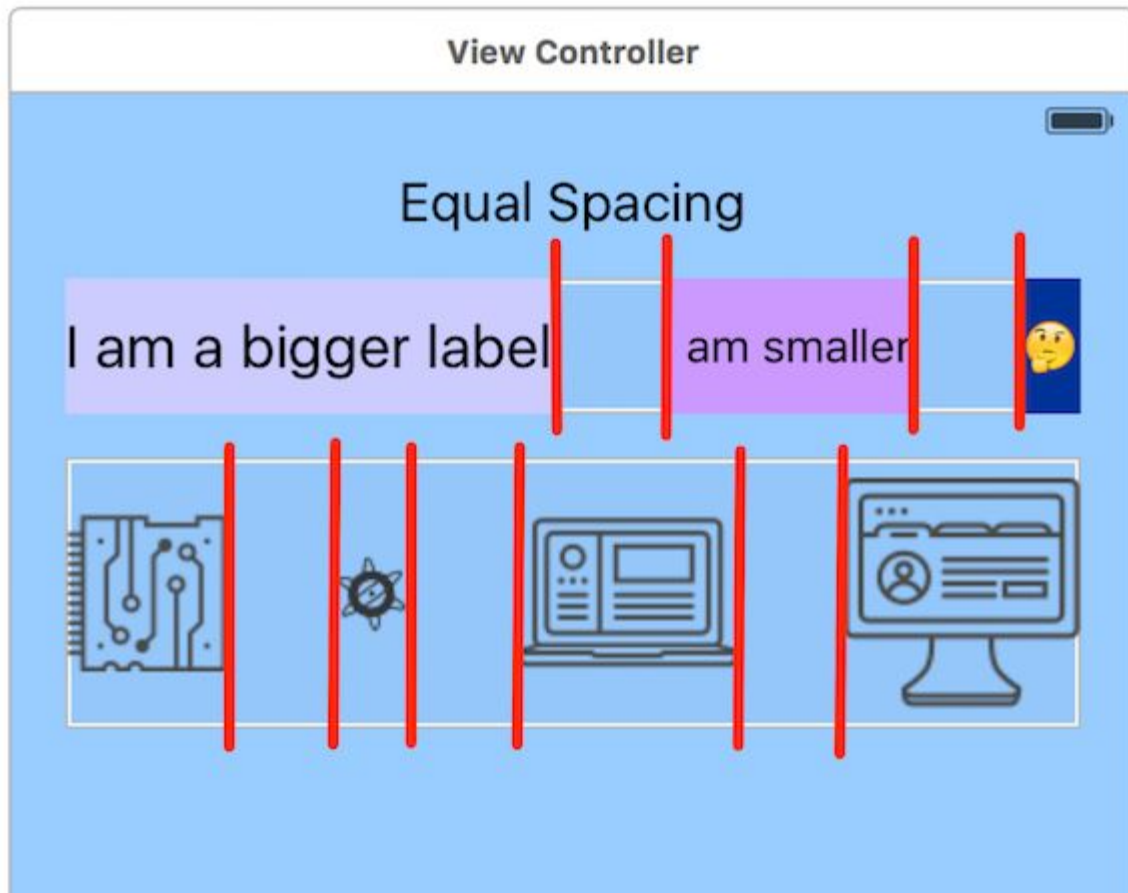 View Controller
Equal Spacing
I am a bigger label
am smaller
🤔